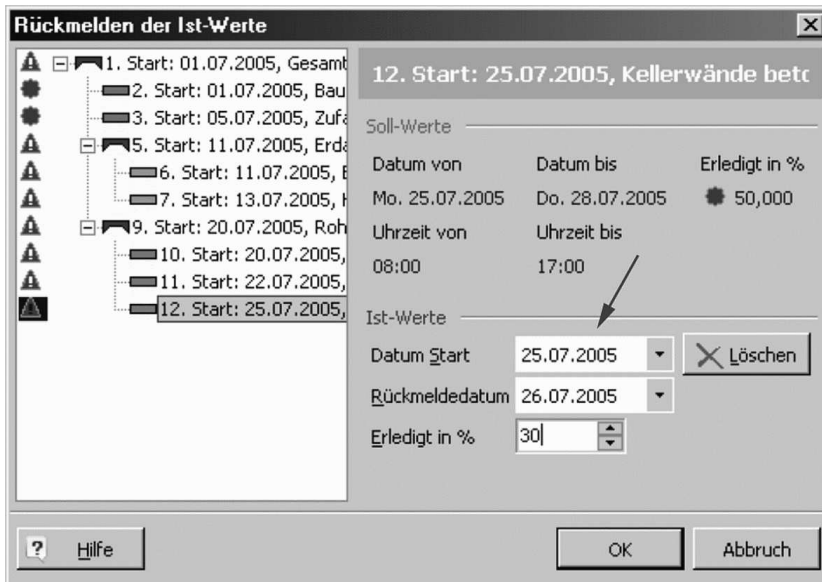 Rückmelden der Ist-Werte
1. Start: 01.07.2005, Gesamt
2. Start: 01.07.2005, Bau
3. Start: 05.07.2005, Zufa
5. Start: 11.07.2005, Erda
6. Start: 11.07.2005,
7. Start: 13.07.2005,
9. Start: 20.07.2005, Roh
10. Start: 20.07.2005,
11. Start: 22.07.2005,
12. Start: 25.07.2005,
12. Start: 25.07.2005, Kellerwände beto
Soll-Werte
Datum von Datum bis Erledigt in %
Mo. 25.07.2005 Do. 28.07.2005 50,000
Uhrzeit von Uhrzeit bis
08:00 17:00
Ist-Werte
Datum Start 25.07.2005 Löschen
Rückmeldedatum 26.07.2005
Erledigt in % 30
? Hilfe OK Abbruch